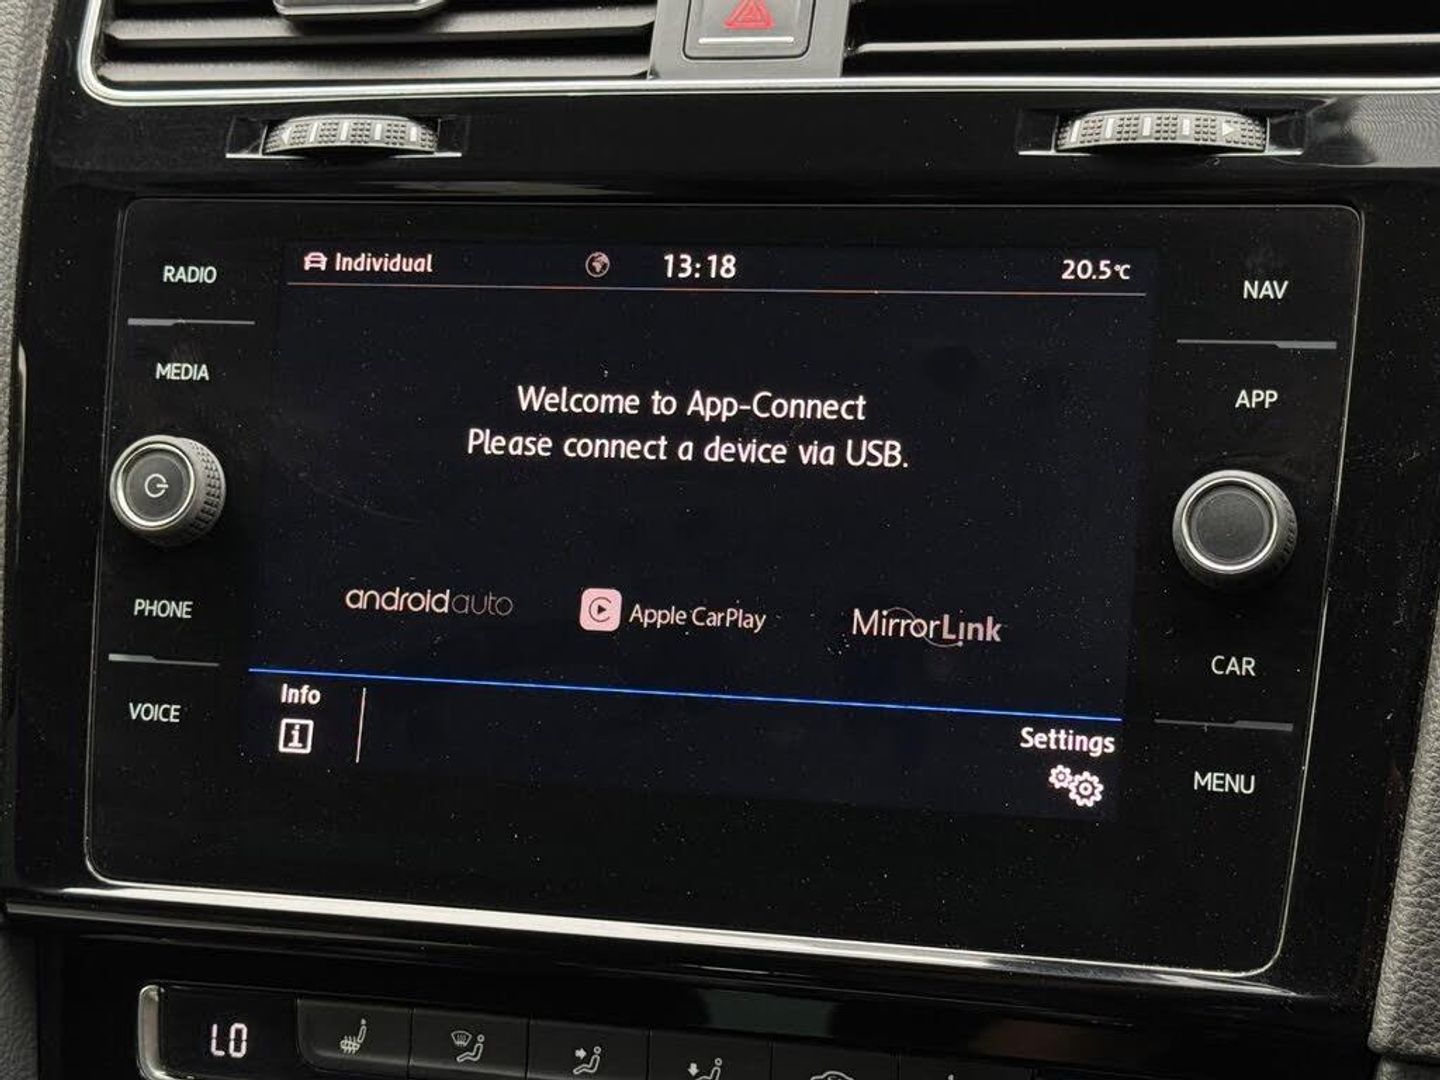 RADIO
MEDIA
PHONE
VOICE
Individual
13:18
20.5°C
Welcome to App-Connect
Please connect a device via USB.
androidauto
Apple CarPlay
MirrorLink
Info
i
Settings
NAV
APP
CAR
MENU
LO